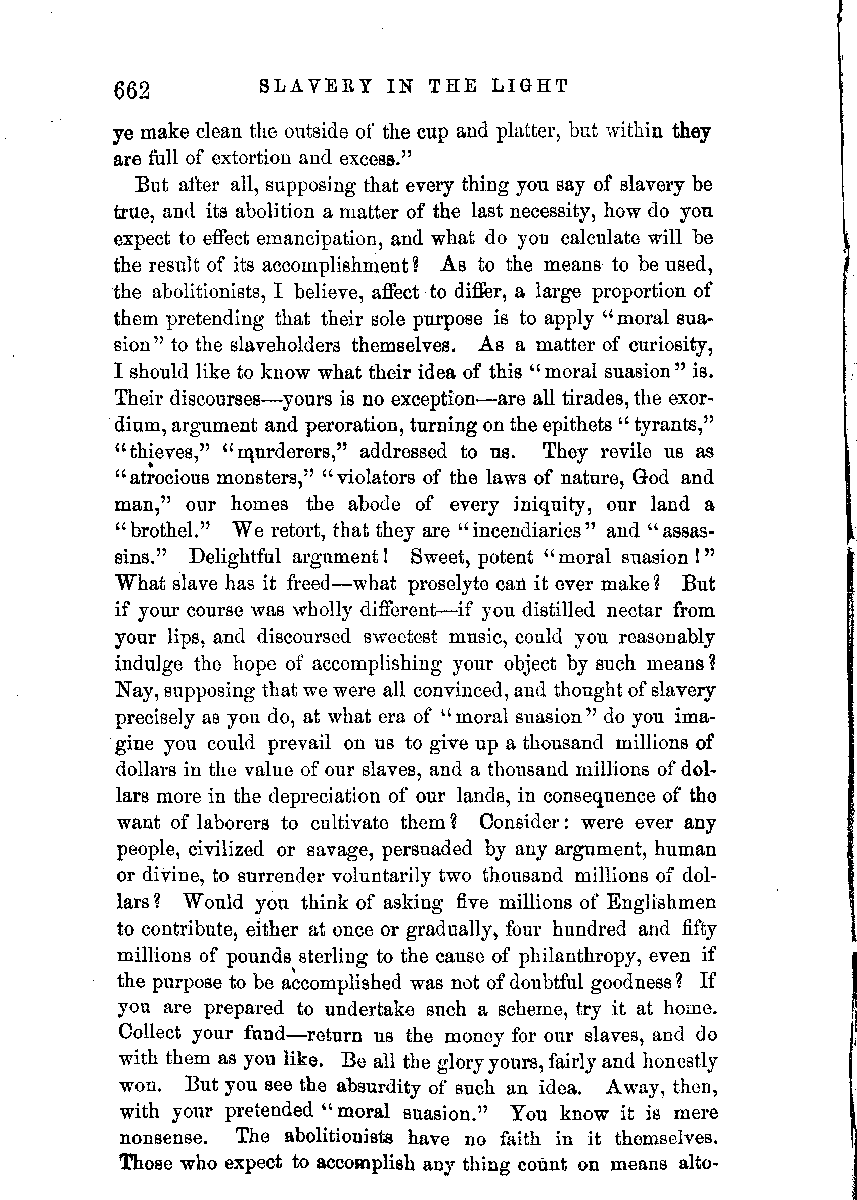 662 SLAVERY IN THE LIGHT
ye make clean the outside of the cup and platter, but within they
are full of extortion and excess."
But after all, supposing that every thing you say of slavery be
true, and its abolition a matter of the last necessity, how do you
expect to effect emancipation, and what do you calculate will be
the result of its accomplishment? As to the means to be used,
the abolitionists, I believe, affect to differ, a large proportion of
them pretending that their sole purpose is to apply "moral sua-
sion" to the slaveholders themselves. As a matter of curiosity,
I should like to know what their idea of this "moral suasion" is.
Their discourses—yours is no exception—are all tirades, the exor-
dium, argument and peroration, turning on the epithets "tyrants,"
"thieves," "murderers," addressed to us. They revile us as
"atrocious monsters," "violators of the laws of nature, God and
man," our homes the abode of every iniquity, our land a
"brothel." We retort, that they are "incendiaries" and "assas-
sins." Delightful argument! Sweet, potent "moral suasion!"
What slave has it freed—what proselyte can it ever make? But
if your course was wholly different—if you distilled nectar from
your lips, and discoursed sweetest music, could you reasonably
indulge the hope of accomplishing your object by such means?
Nay, supposing that we were all convinced, and thought of slavery
precisely as you do, at what era of "moral suasion" do you ima-
gine you could prevail on us to give up a thousand millions of
dollars in the value of our slaves, and a thousand millions of dol-
lars more in the depreciation of our lands, in consequence of the
want of laborers to cultivate them? Consider: were ever any
people, civilized or savage, persuaded by any argument, human
or divine, to surrender voluntarily two thousand millions of dol-
lars? Would you think of asking five millions of Englishmen
to contribute, either at once or gradually, four hundred and fifty
millions of pounds sterling to the cause of philanthropy, even if
the purpose to be accomplished was not of doubtful goodness? If
you are prepared to undertake such a scheme, try it at home.
Collect your fund—return us the money for our slaves, and do
with them as you like. Be all the glory yours, fairly and honestly
won. But you see the absurdity of such an idea. Away, then,
with your pretended "moral suasion." You know it is mere
nonsense. The abolitionists have no faith in it themselves.
Those who expect to accomplish any thing count on means alto-